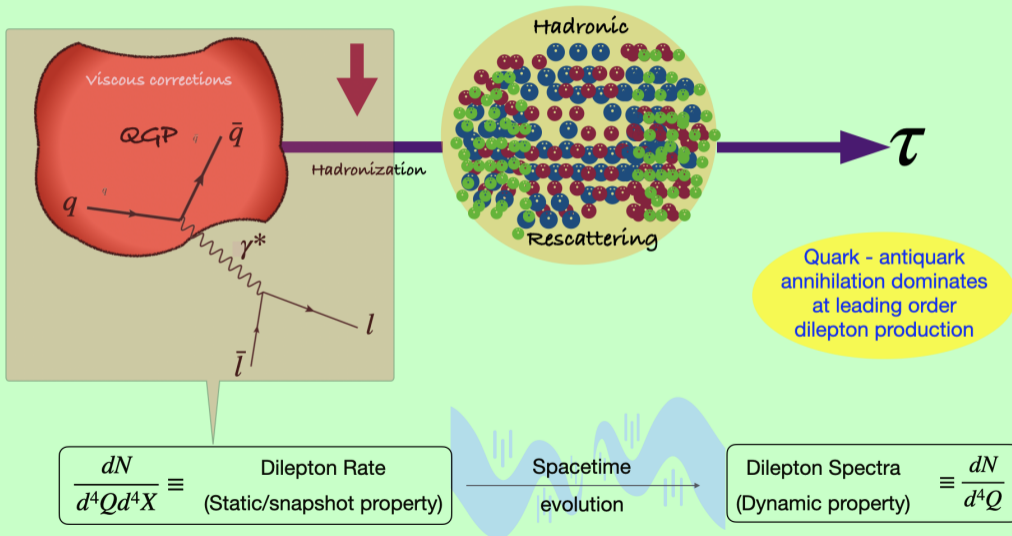 Viscous corrections
QGP
q
q
q̄
q
γ*
l
l̄
Hadronization
Hadronic
Rescattering
τ
Quark - antiquark
annihilation dominates
at leading order
dilepton production
dN
d⁴Qd⁴X
≡
Dilepton Rate
(Static/snapshot property)
Spacetime
evolution
Dilepton Spectra
(Dynamic property)
≡
dN
d⁴Q